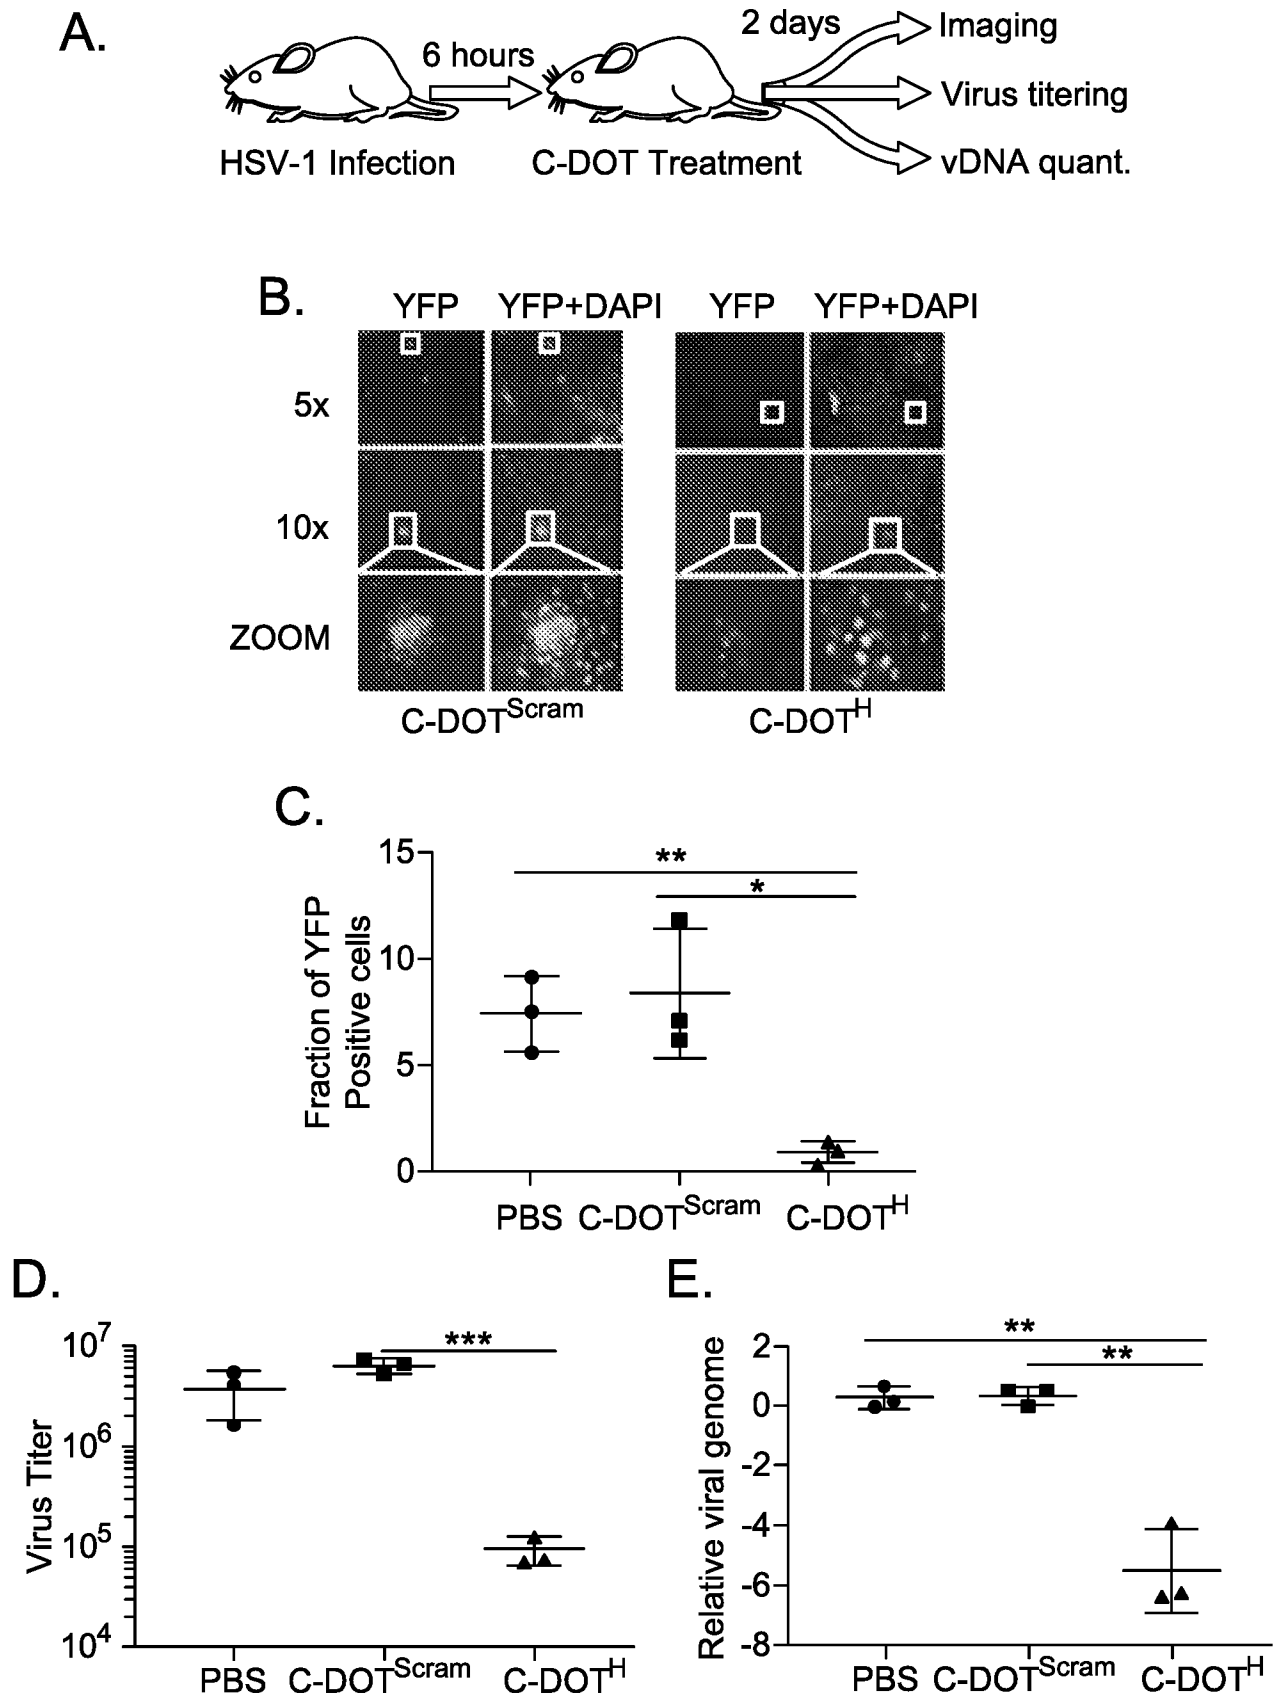 A.
6 hours
2 days
Imaging
Virus titering
vDNA quant.
HSV-1 Infection
C-DOT Treatment
B.
YFP YFP+DAPI YFP YFP+DAPI
5x
10x
ZOOM
C-DOT^Scram C-DOT^H
C.
Fraction of YFP
Positive cells
15
10
5
0
**
*
PBS C-DOT^Scram C-DOT^H
D.
Virus Titer
10^7
10^6
10^5
10^4
***
PBS C-DOT^Scram C-DOT^H
E.
Relative viral genome
2
0
-2
-4
-6
-8
**
**
PBS C-DOT^Scram C-DOT^H